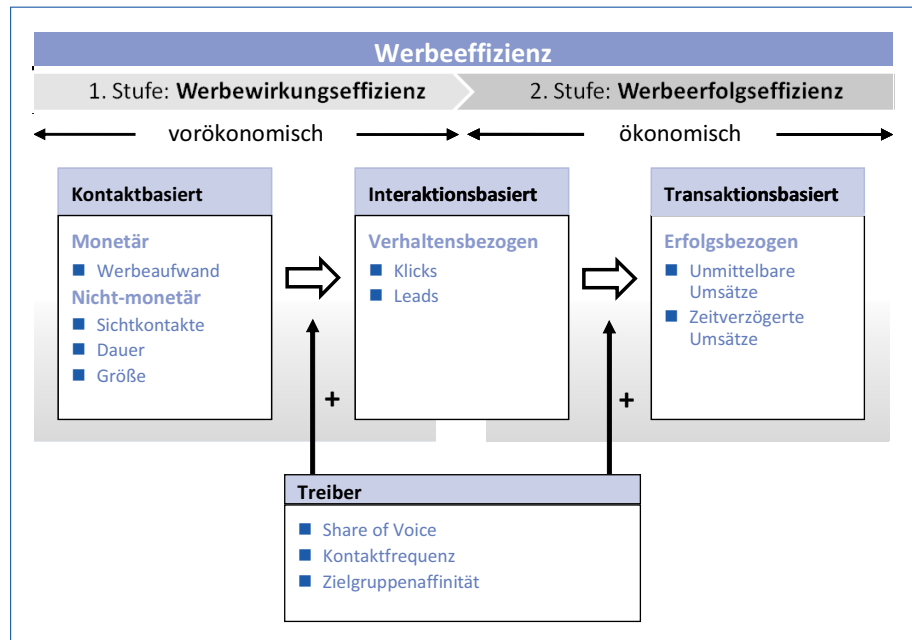 Werbeeffizienz
1. Stufe: Werbewirkungseffizienz
2. Stufe: Werbeerfolgseffizienz
vorökonomisch
ökonomisch
Kontaktbasiert
Monetär
Werbeaufwand
Nicht-monetär
Sichtkontakte
Dauer
Größe
Interaktionsbasiert
Verhaltensbezogen
Klicks
Leads
Transaktionsbasiert
Erfolgsbezogen
Unmittelbare
Umsätze
Zeitverzögerte
Umsätze
+
+
Treiber
Share of Voice
Kontaktfrequenz
Zielgruppenaffinität